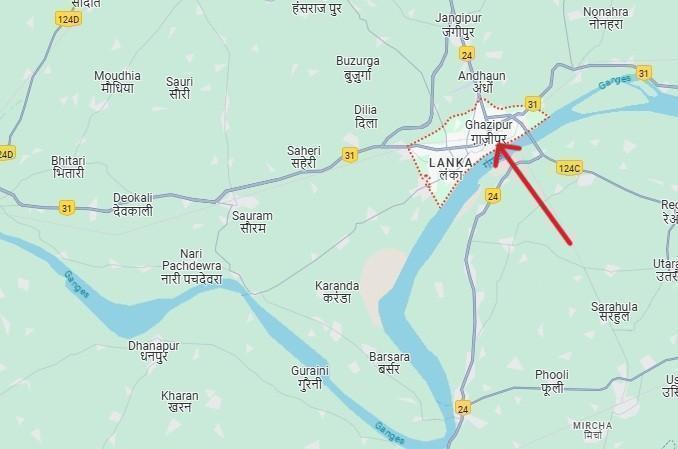 सादात
124D
हंसराज पुर
Jangipur
जंगीपुर
Nonahra
नोनहरा
24
Buzurga
बुजुर्गा
Moudhia
मौधिया
Sauri
सौरी
Andhaun
अंधौ
31
Ganges
Dilia
दिला
31
Ghazipur
गाज़ीपुर
24D
Bhitari
भितारी
Saheri
सहेरी
31
LANKA
लंका
124C
Deokali
देवकाली
31
24
Sauram
सौरम
Nari
Pachdewra
नारी पचदेवरा
Ganges
Karanda
करंडा
Sarahula
सरहुल
Dhanapur
धनपुर
Barsara
बर्सर
Guraini
गुरैनी
Phooli
फूली
Kharan
खरन
24
Ganges
MIRCHA
मिर्चा